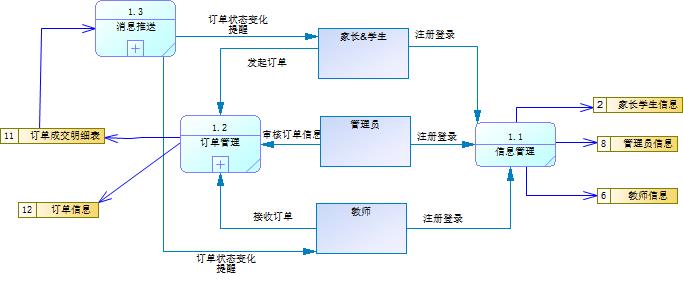 1.3
消息推送
订单状态变化
提醒
家长&学生
注册登录
发起订单
2 家长学生信息
11 订单成交明细表
1.2
订单管理
审核订单信息
管理员
注册登录
1.1
信息管理
8 管理员信息
12 订单信息
6 教师信息
接收订单
教师
注册登录
订单状态变化
提醒